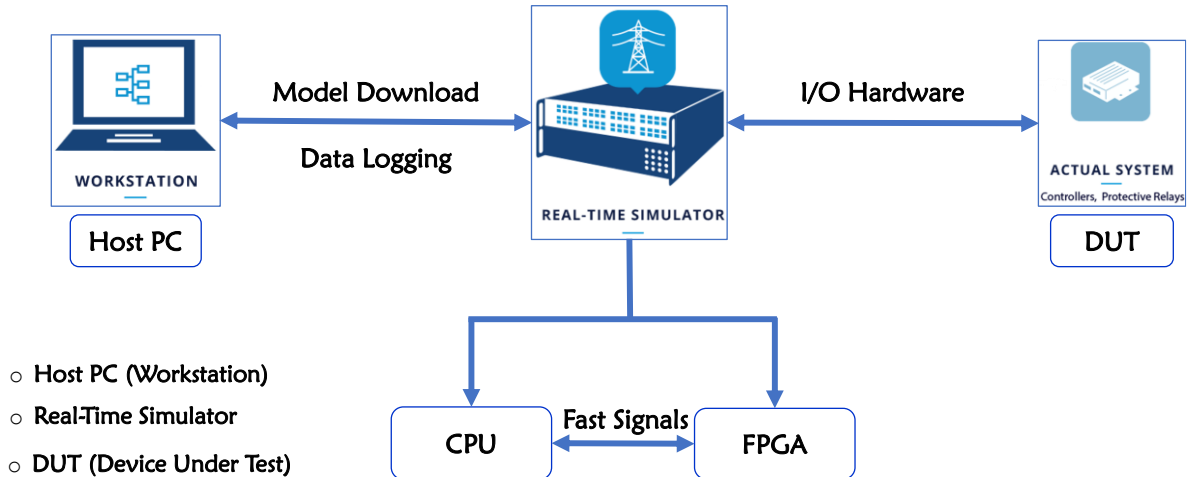 Model Download
I/O Hardware
Data Logging
WORKSTATION
ACTUAL SYSTEM
Controllers, Protective Relays
REAL-TIME SIMULATOR
Host PC
DUT
○ Host PC (Workstation)
○ Real-Time Simulator
○ DUT (Device Under Test)
Fast Signals
CPU
FPGA